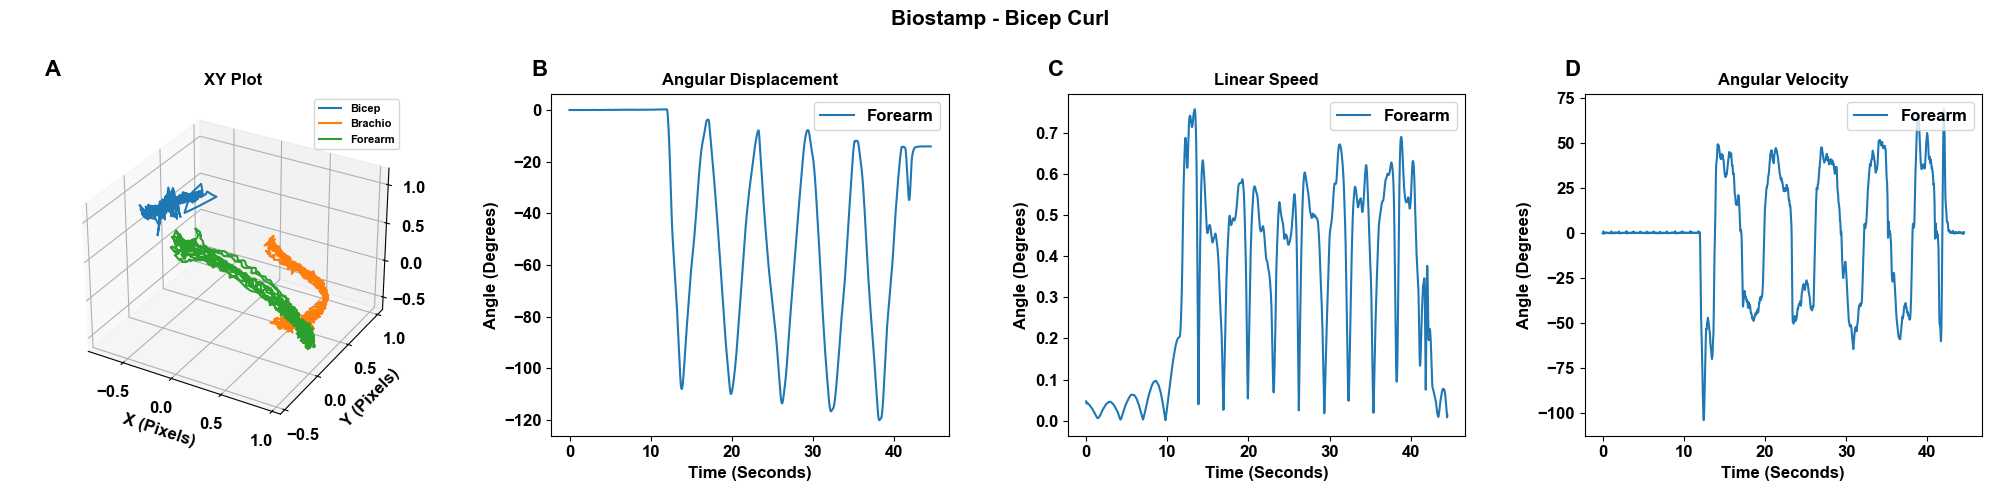 Biostamp - Bicep Curl
A
XY Plot
Bicep
Brachio
Forearm
1.0
0.5
0.0
−0.5
1.0
0.5
0.0
−0.5
−0.5
0.0
0.5
1.0
X (Pixels)
Y (Pixels)
B
Angular Displacement
Forearm
0
−20
−40
−60
−80
−100
−120
Angle (Degrees)
0 10 20 30 40
Time (Seconds)
C
Linear Speed
Forearm
0.7
0.6
0.5
0.4
0.3
0.2
0.1
0.0
Angle (Degrees)
0 10 20 30 40
Time (Seconds)
D
Angular Velocity
Forearm
75
50
25
0
−25
−50
−75
−100
Angle (Degrees)
0 10 20 30 40
Time (Seconds)